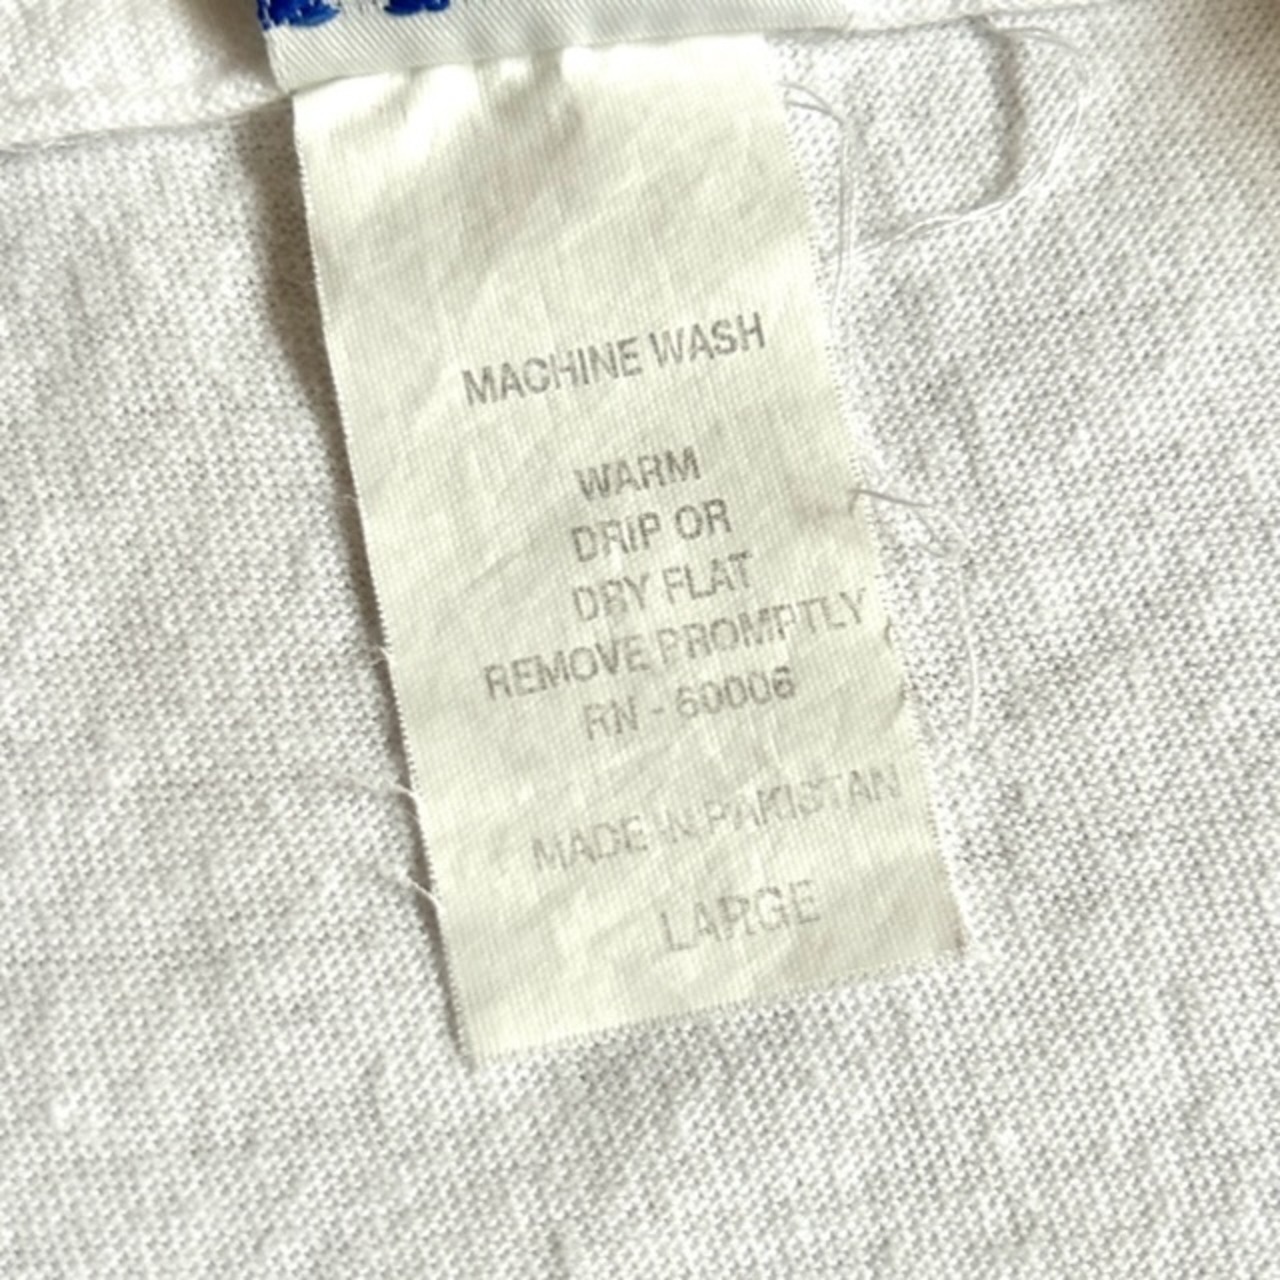 MACHINE WASH
WARM
DRIP OR
DRY FLAT
REMOVE PROMPTLY
RN - 60006
MADE IN PAKISTAN
LARGE